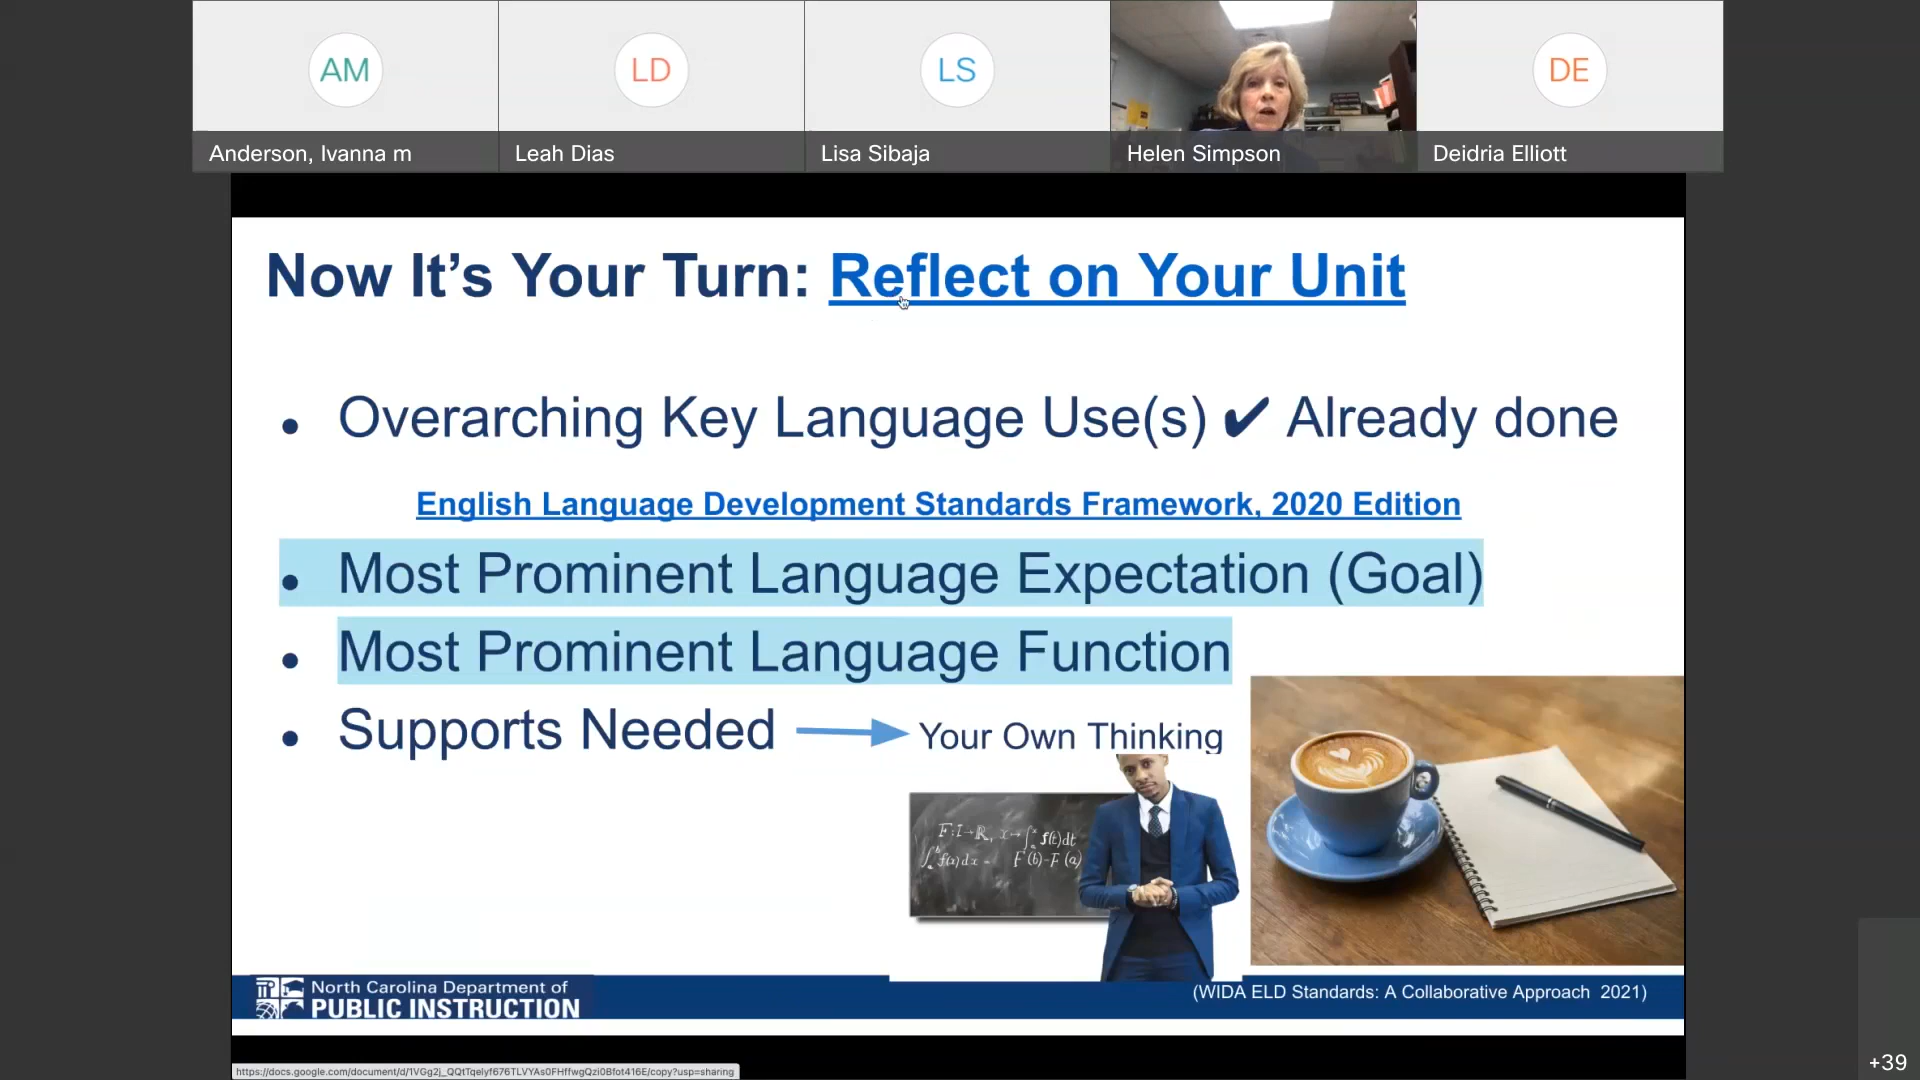 AM
LD
LS
DE
Anderson, Ivanna m
Leah Dias
Lisa Sibaja
Helen Simpson
Deidria Elliott
Now It’s Your Turn: Reflect on Your Unit
• Overarching Key Language Use(s) ✔ Already done
English Language Development Standards Framework, 2020 Edition
• Most Prominent Language Expectation (Goal)
• Most Prominent Language Function
• Supports Needed
Your Own Thinking
North Carolina Department of
PUBLIC INSTRUCTION
(WIDA ELD Standards: A Collaborative Approach 2021)
+39